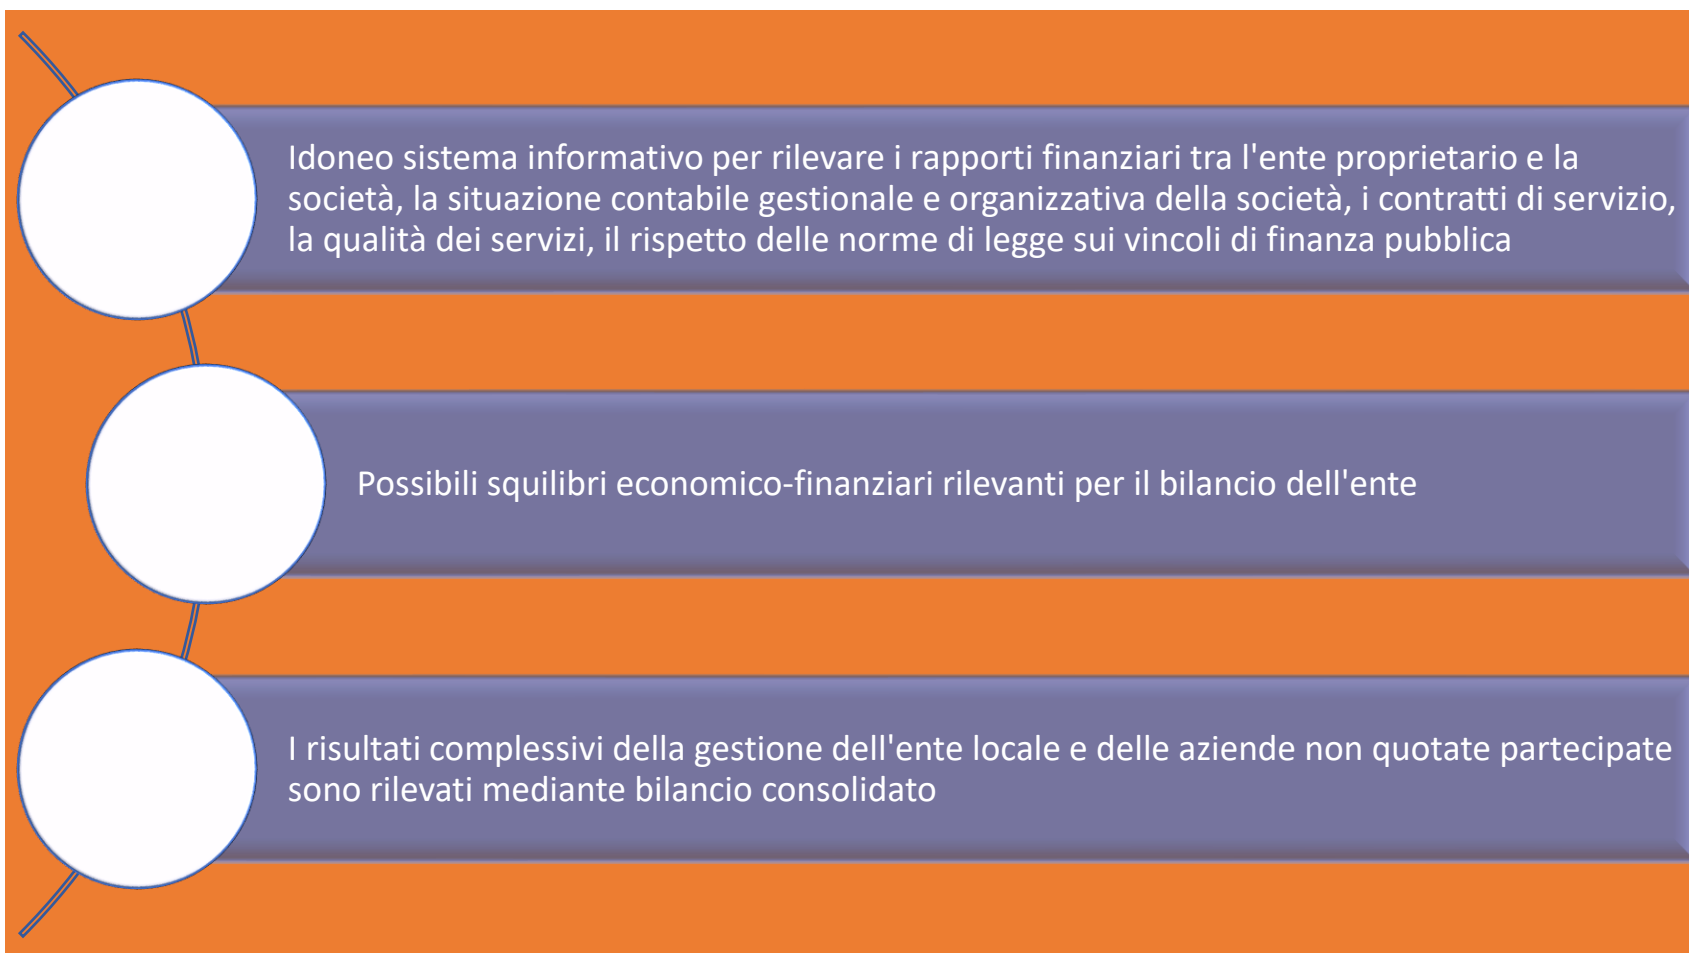 Idoneo sistema informativo per rilevare i rapporti finanziari tra l'ente proprietario e la
società, la situazione contabile gestionale e organizzativa della società, i contratti di servizio,
la qualità dei servizi, il rispetto delle norme di legge sui vincoli di finanza pubblica
Possibili squilibri economico-finanziari rilevanti per il bilancio dell'ente
I risultati complessivi della gestione dell'ente locale e delle aziende non quotate partecipate
sono rilevati mediante bilancio consolidato